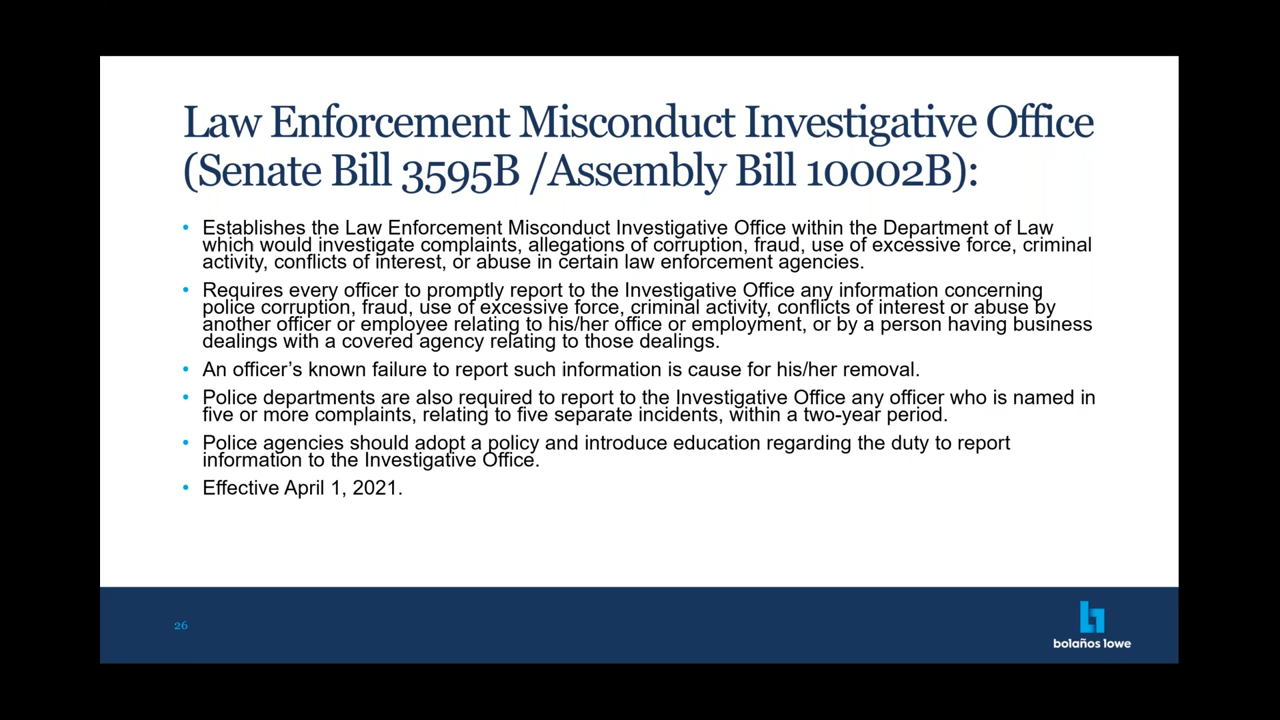 Law Enforcement Misconduct Investigative Office
(Senate Bill 3595B /Assembly Bill 10002B):
• Establishes the Law Enforcement Misconduct Investigative Office within the Department of Law
which would investigate complaints, allegations of corruption, fraud, use of excessive force, criminal
activity, conflicts of interest, or abuse in certain law enforcement agencies.
• Requires every officer to promptly report to the Investigative Office any information concerning
police corruption, fraud, use of excessive force, criminal activity, conflicts of interest or abuse by
another officer or employee relating to his/her office or employment, or by a person having business
dealings with a covered agency relating to those dealings.
• An officer’s known failure to report such information is cause for his/her removal.
• Police departments are also required to report to the Investigative Office any officer who is named in
five or more complaints, relating to five separate incidents, within a two-year period.
• Police agencies should adopt a policy and introduce education regarding the duty to report
information to the Investigative Office.
• Effective April 1, 2021.
26
bolaños lowe